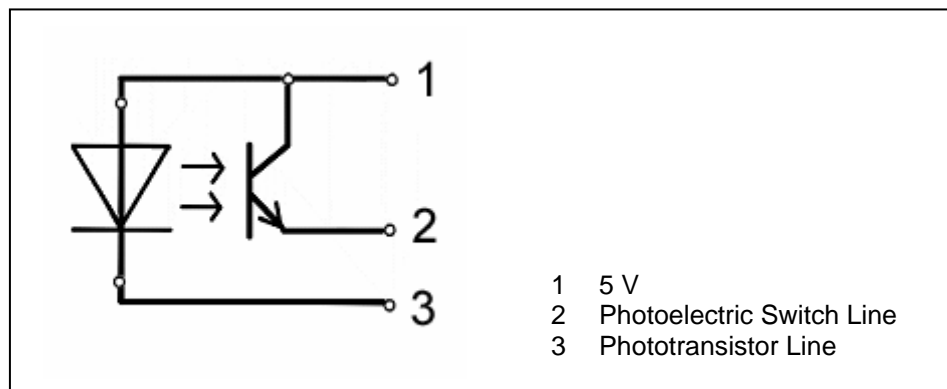 1
2
3
1 5 V
2 Photoelectric Switch Line
3 Phototransistor Line